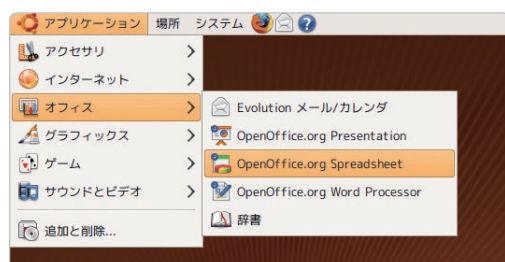 アプリケーション 場所 システム
アクセサリ
インターネット
オフィス
グラフィックス
ゲーム
サウンドとビデオ
追加と削除...
Evolution メール/カレンダ
OpenOffice.org Presentation
OpenOffice.org Spreadsheet
OpenOffice.org Word Processor
辞書